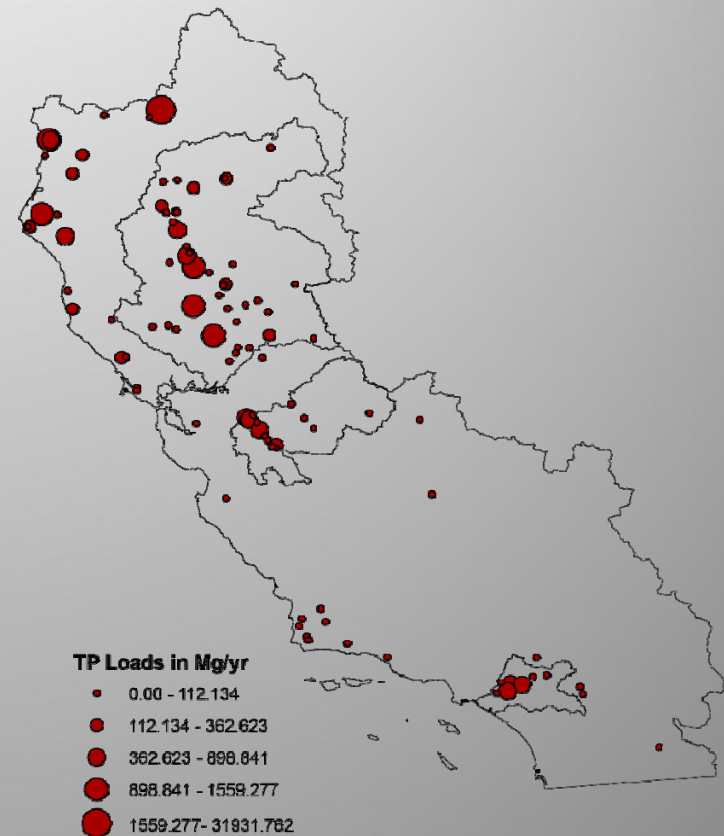 TP Loads in Mg/yr
0.00 - 112.134
112.134 - 362.623
362.623 - 898.841
898.841 - 1559.277
1559.277- 31931.762